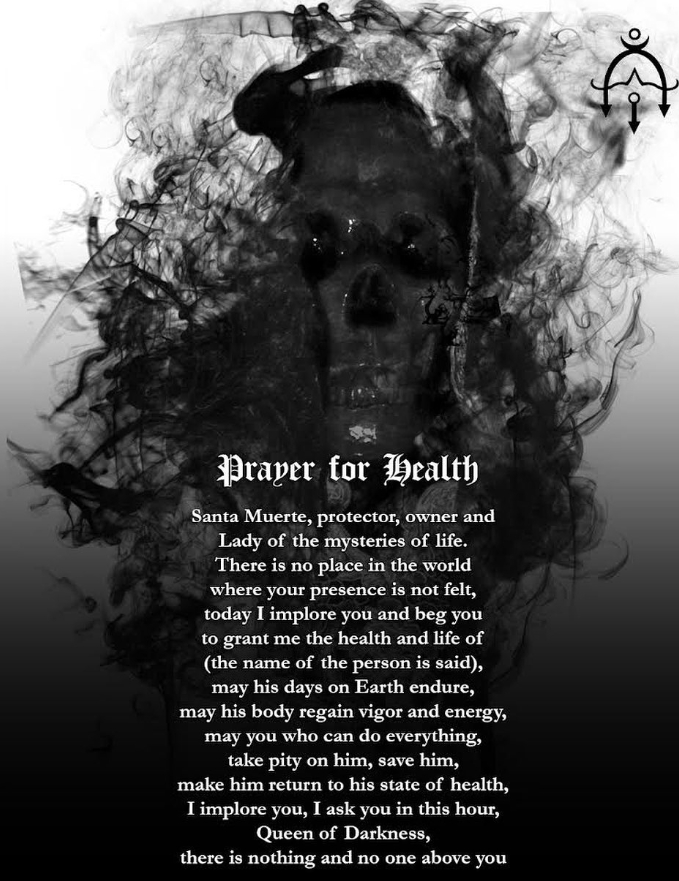 Prayer for Health
Santa Muerte, protector, owner and
Lady of the mysteries of life.
There is no place in the world
where your presence is not felt,
today I implore you and beg you
to grant me the health and life of
(the name of the person is said),
may his days on Earth endure,
may his body regain vigor and energy,
may you who can do everything,
take pity on him, save him,
make him return to his state of health,
I implore you, I ask you in this hour,
Queen of Darkness,
there is nothing and no one above you